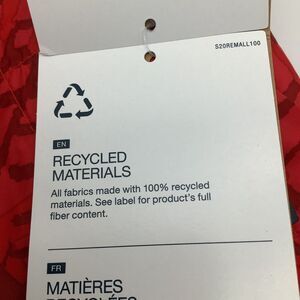 S20REMALL100
EN
RECYCLED
MATERIALS
All fabrics made with 100% recycled
materials. See label for product's full
fiber content.
FR
MATIÈRES
RECYCLÉES